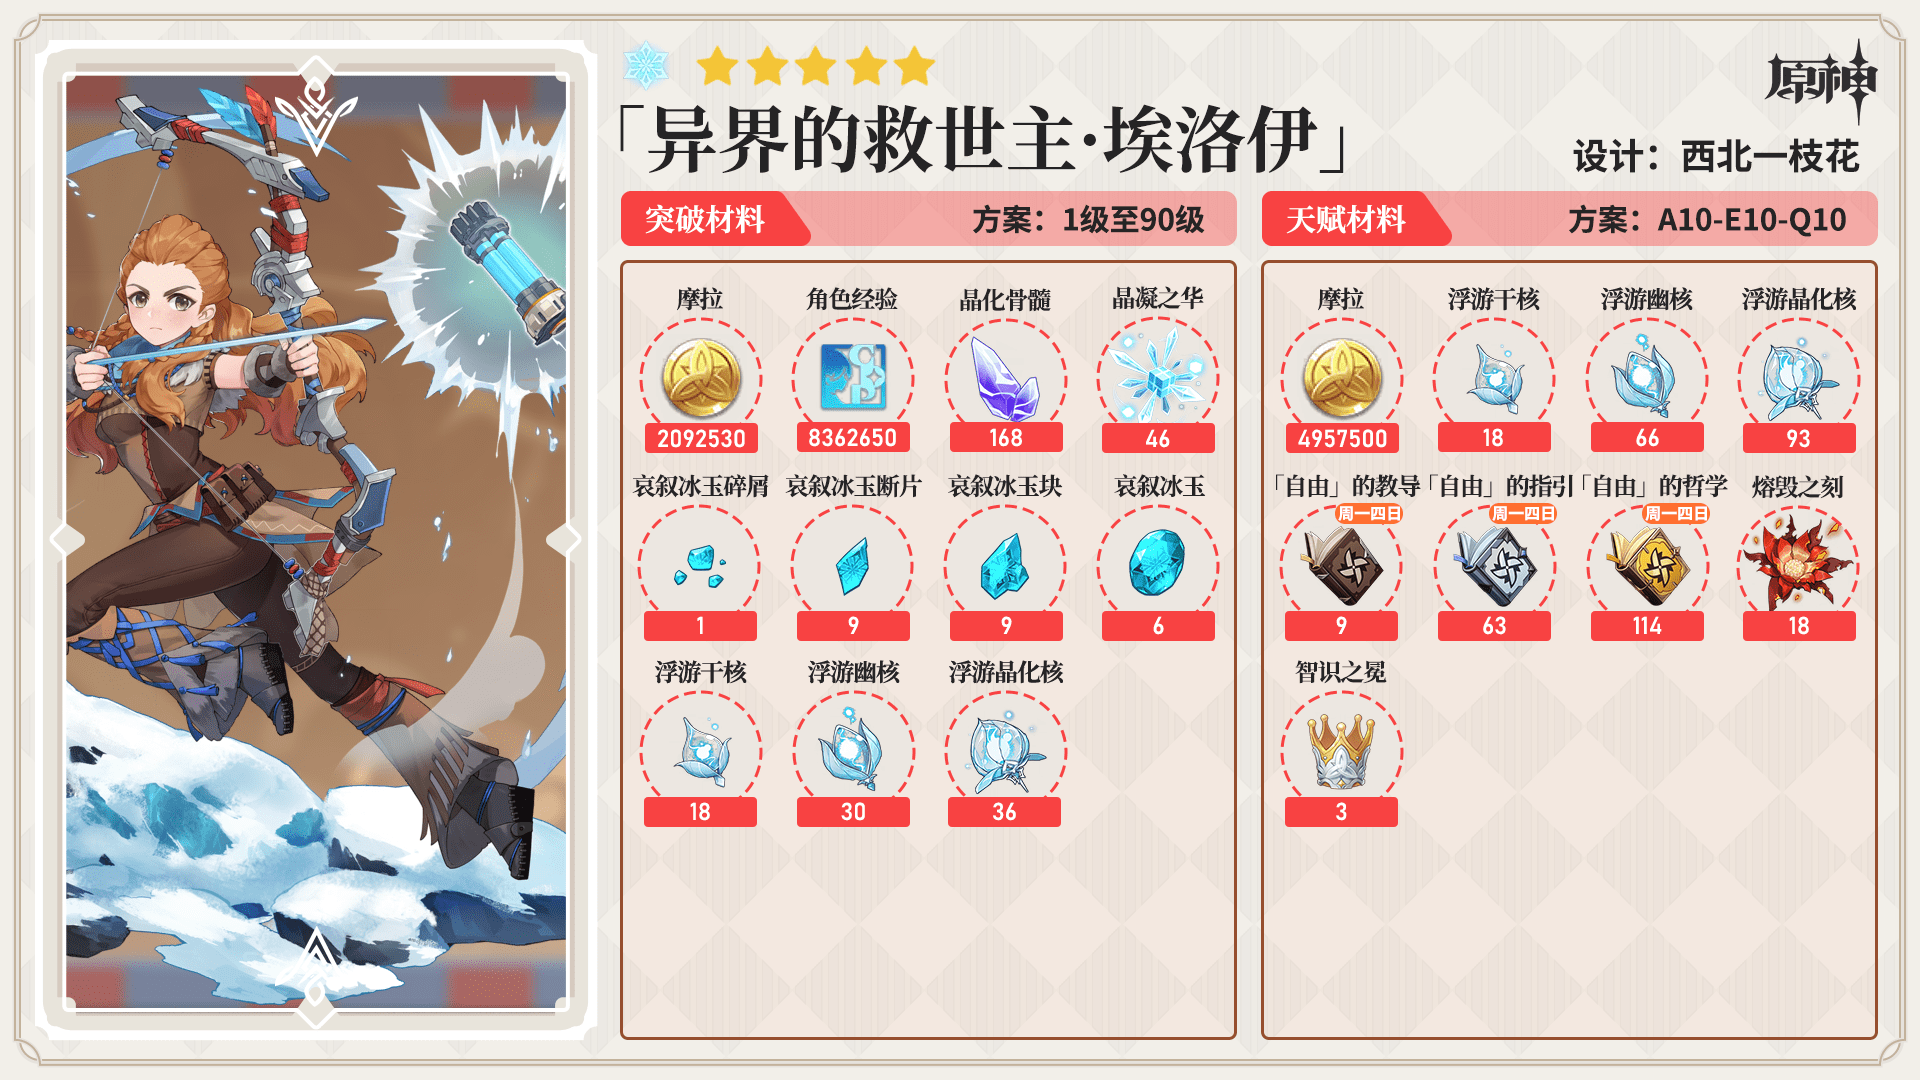 原神
「异界的救世主·埃洛伊」
设计：西北一枝花
突破材料
方案：1级至90级
摩拉
角色经验
晶化骨髓
晶凝之华
2092530
8362650
168
46
哀叙冰玉碎屑
哀叙冰玉断片
哀叙冰玉块
哀叙冰玉
1
9
9
6
浮游干核
浮游幽核
浮游晶化核
18
30
36
天赋材料
方案：A10-E10-Q10
摩拉
浮游干核
浮游幽核
浮游晶化核
4957500
18
66
93
「自由」的教导
「自由」的指引
「自由」的哲学
熔毁之刻
周一四日
周一四日
周一四日
9
63
114
18
智识之冕
3